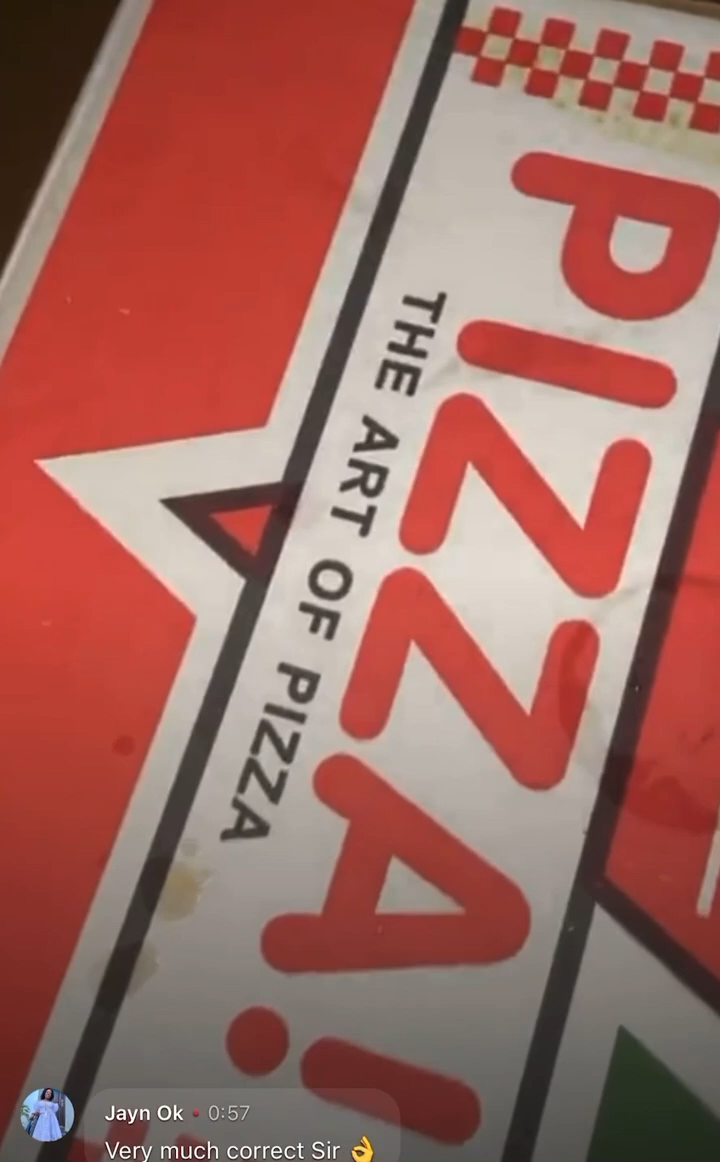 PIZZA!
THE ART OF PIZZA
Jayn Ok • 0:57
Very much correct Sir 👌